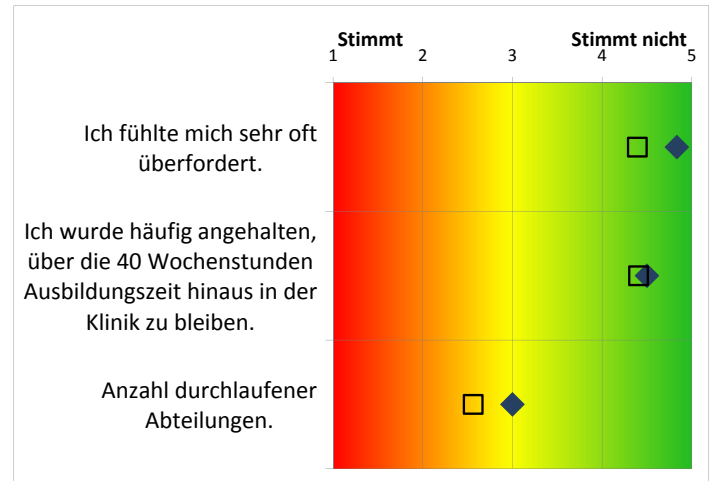 Stimmt Stimmt nicht
1 2 3 4 5
Ich fühlte mich sehr oft
überfordert.
Ich wurde häufig angehalten,
über die 40 Wochenstunden
Ausbildungszeit hinaus in der
Klinik zu bleiben.
Anzahl durchlaufener
Abteilungen.